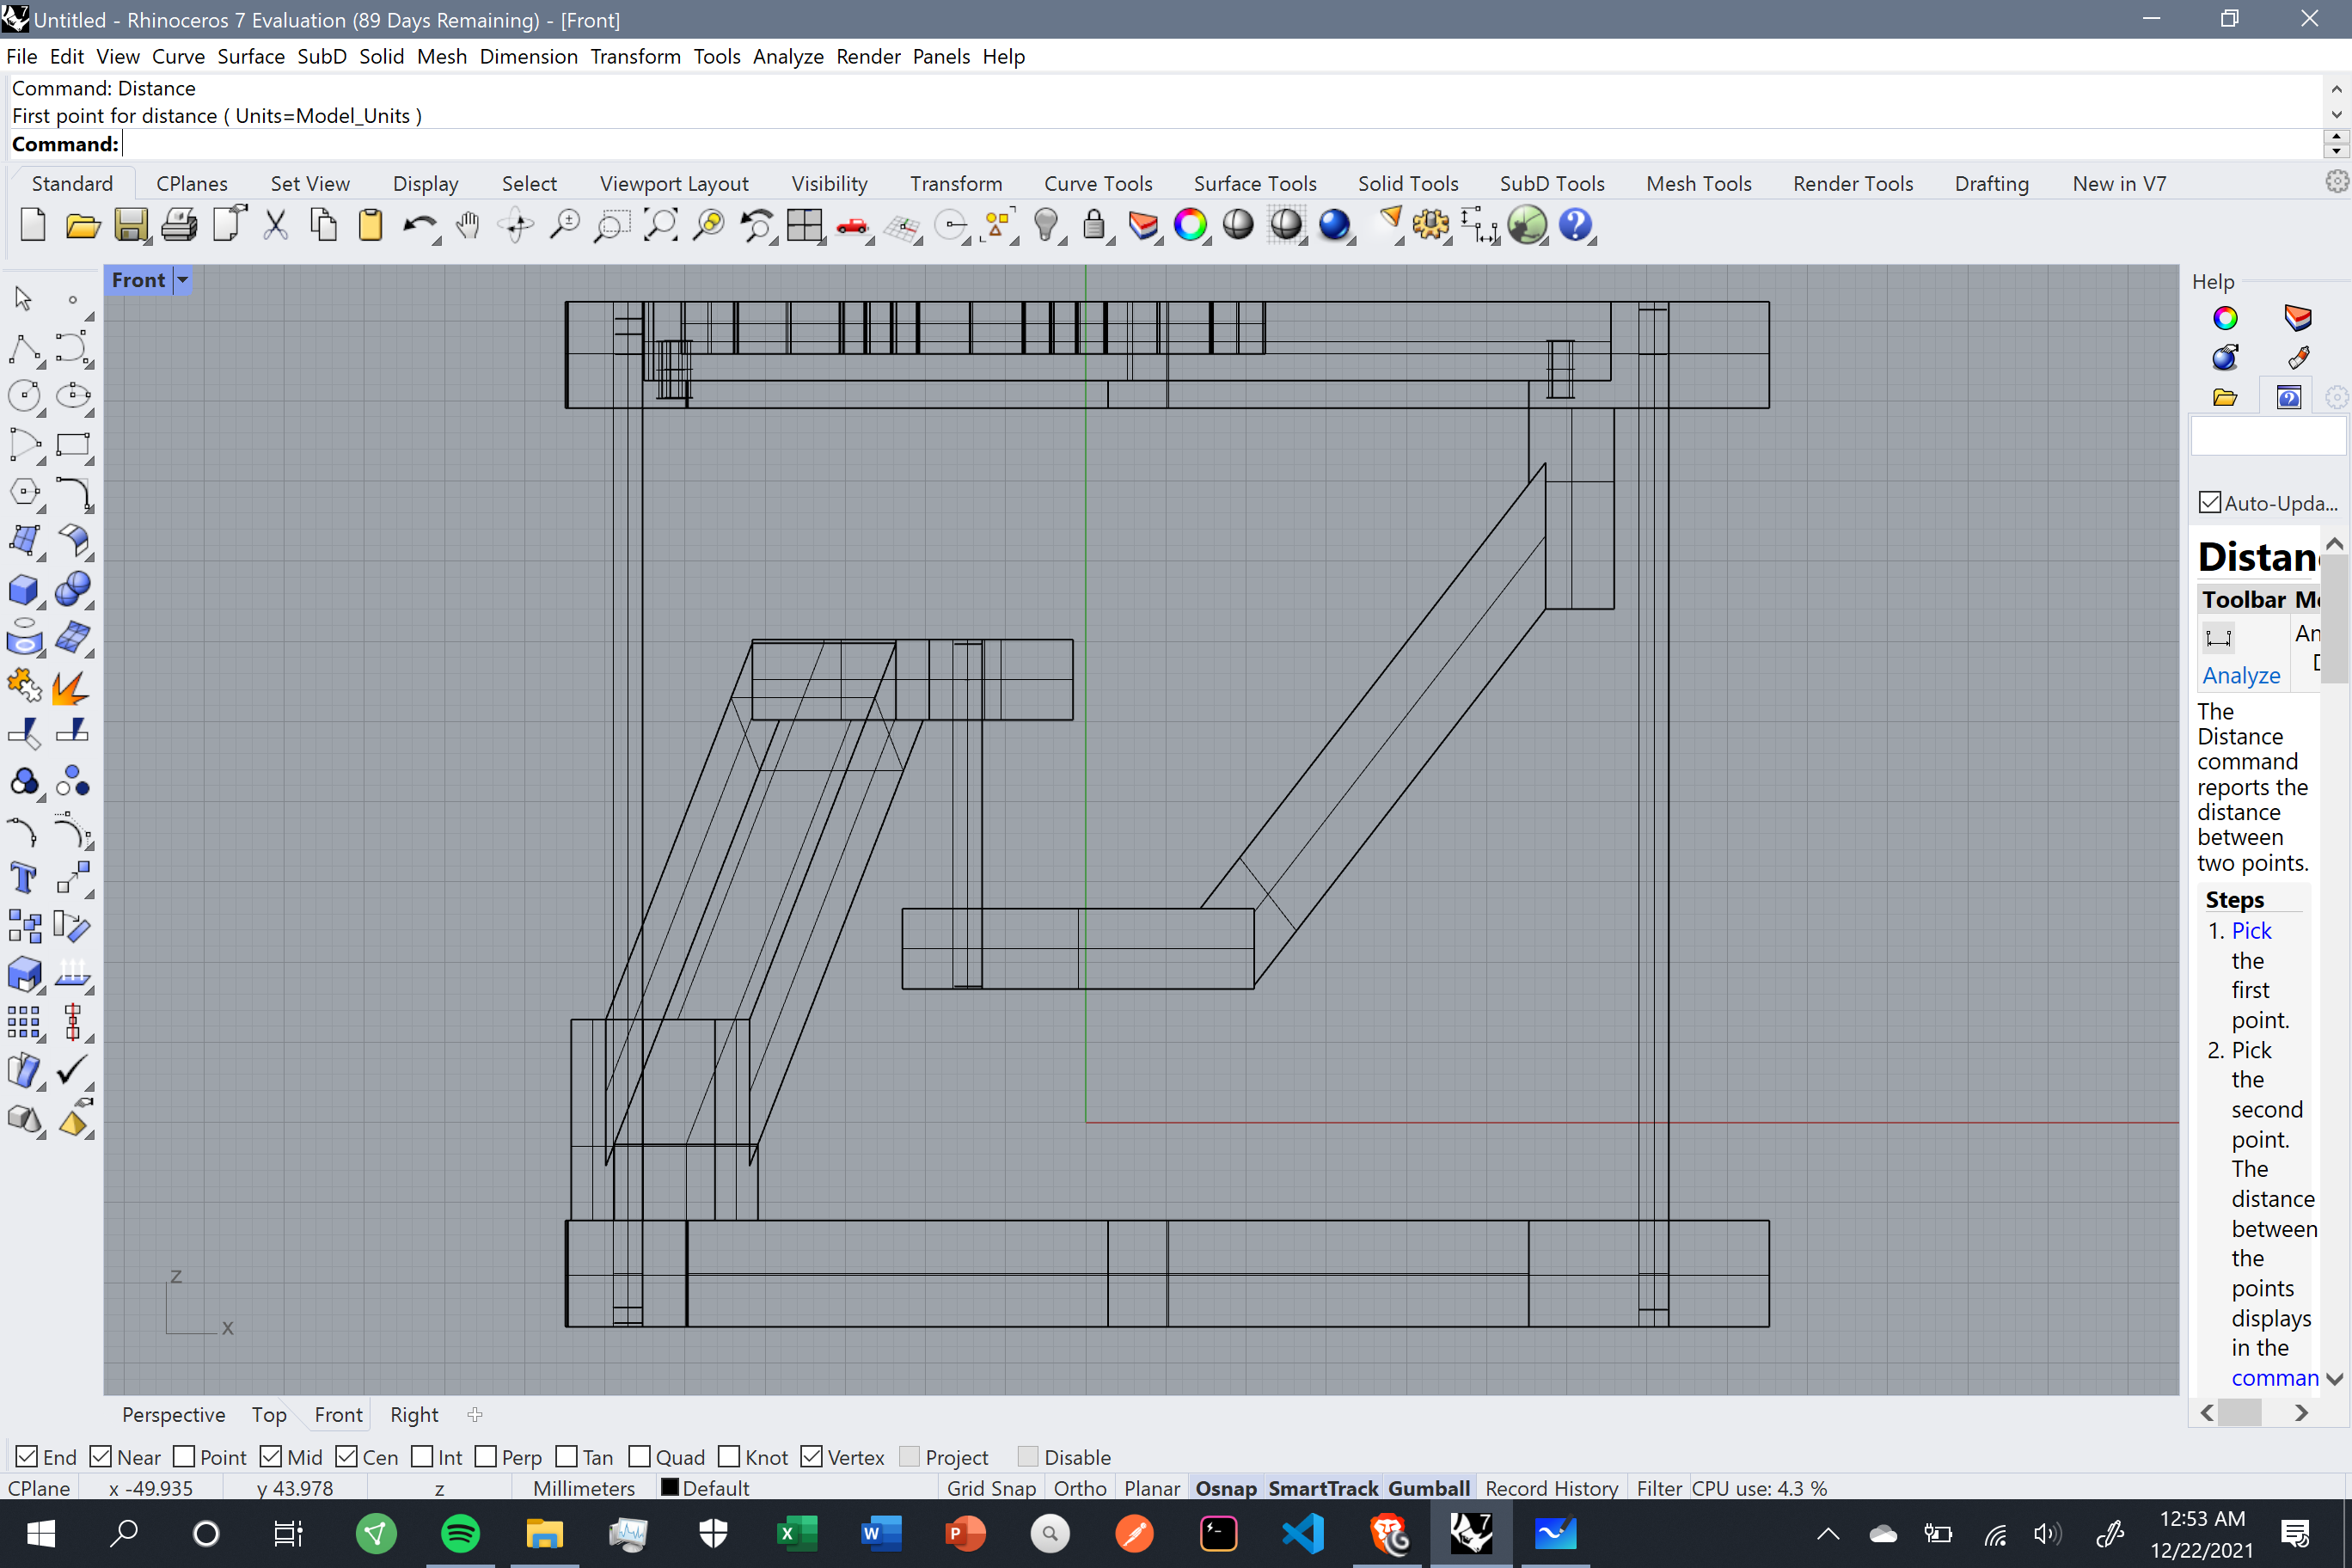 Untitled - Rhinoceros 7 Evaluation (89 Days Remaining) - [Front]
File Edit View Curve Surface SubD Solid Mesh Dimension Transform Tools Analyze Render Panels Help
Command: Distance
First point for distance ( Units=Model_Units )
Command:
Standard CPlanes Set View Display Select Viewport Layout Visibility Transform Curve Tools Surface Tools Solid Tools SubD Tools Mesh Tools Render Tools Drafting New in V7
Front
z
x
Help
Auto-Upda...
Distan
Toolbar M
An
Analyze
The
Distance
command
reports the
distance
between
two points.
Steps
1. Pick
the
first
point.
2. Pick
the
second
point.
The
distance
between
the
points
displays
in the
comman
Perspective Top Front Right
End Near Point Mid Cen Int Perp Tan Quad Knot Vertex Project Disable
CPlane x -49.935 y 43.978 z Millimeters Default Grid Snap Ortho Planar Osnap SmartTrack Gumball Record History Filter CPU use: 4.3 %
12:53 AM
12/22/2021